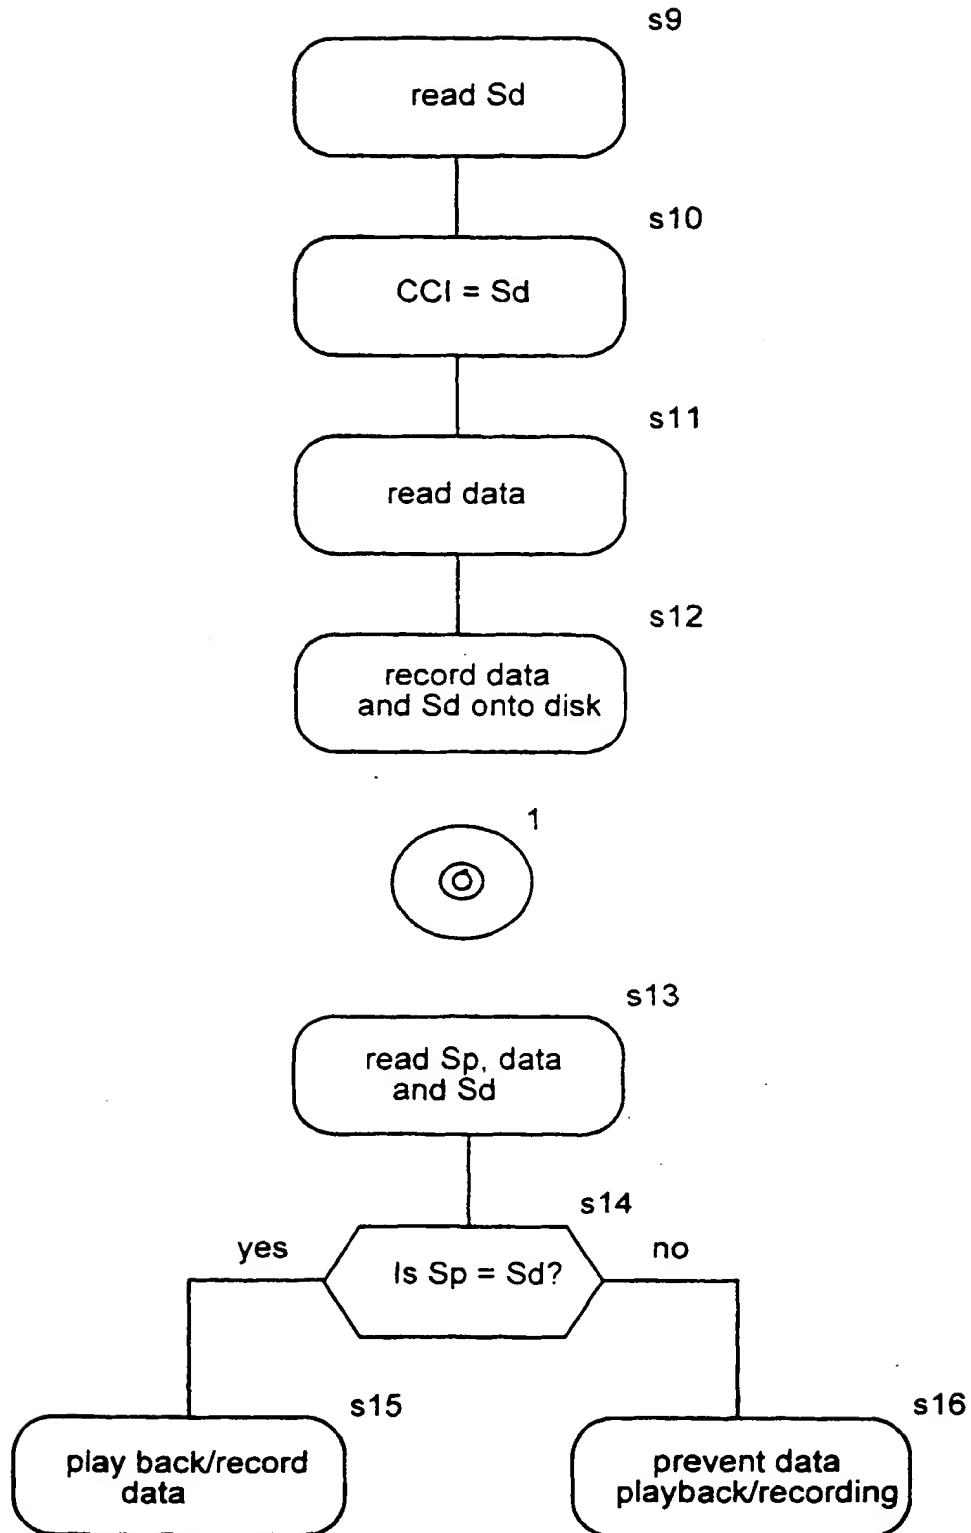 s9
read Sd
s10
CCI = Sd
s11
read data
s12
record data
and Sd onto disk
1
s13
read Sp, data
and Sd
s14
yes
Is Sp = Sd?
no
s15
play back/record
data
s16
prevent data
playback/recording